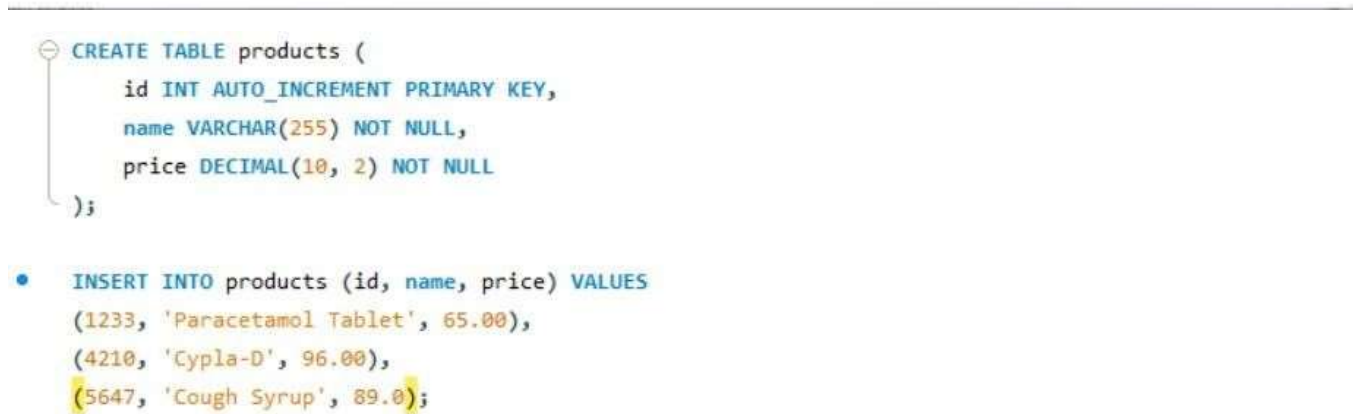 CREATE TABLE products (
id INT AUTO_INCREMENT PRIMARY KEY,
name VARCHAR(255) NOT NULL,
price DECIMAL(10, 2) NOT NULL
);
INSERT INTO products (id, name, price) VALUES
(1233, 'Paracetamol Tablet', 65.00),
(4210, 'Cypla-D', 96.00),
(5647, 'Cough Syrup', 89.0);